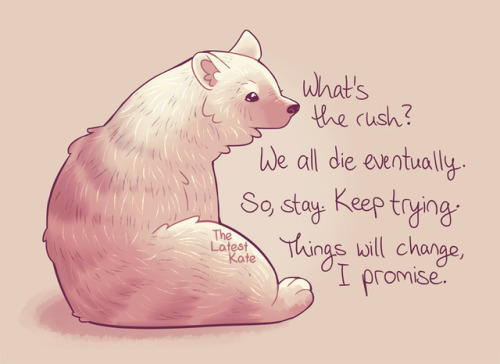 What's
the rush?
We all die eventually.
So, stay. Keep trying.
Things will change,
I promise.
The
Latest
Kate